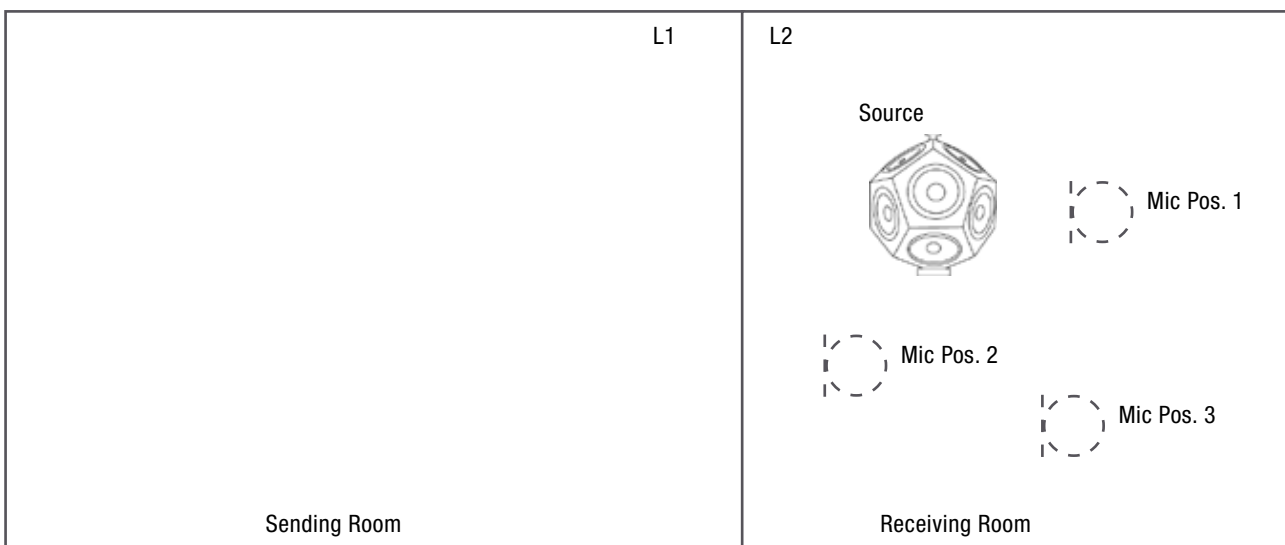 L1
L2
Source
Mic Pos. 1
Mic Pos. 2
Mic Pos. 3
Sending Room
Receiving Room